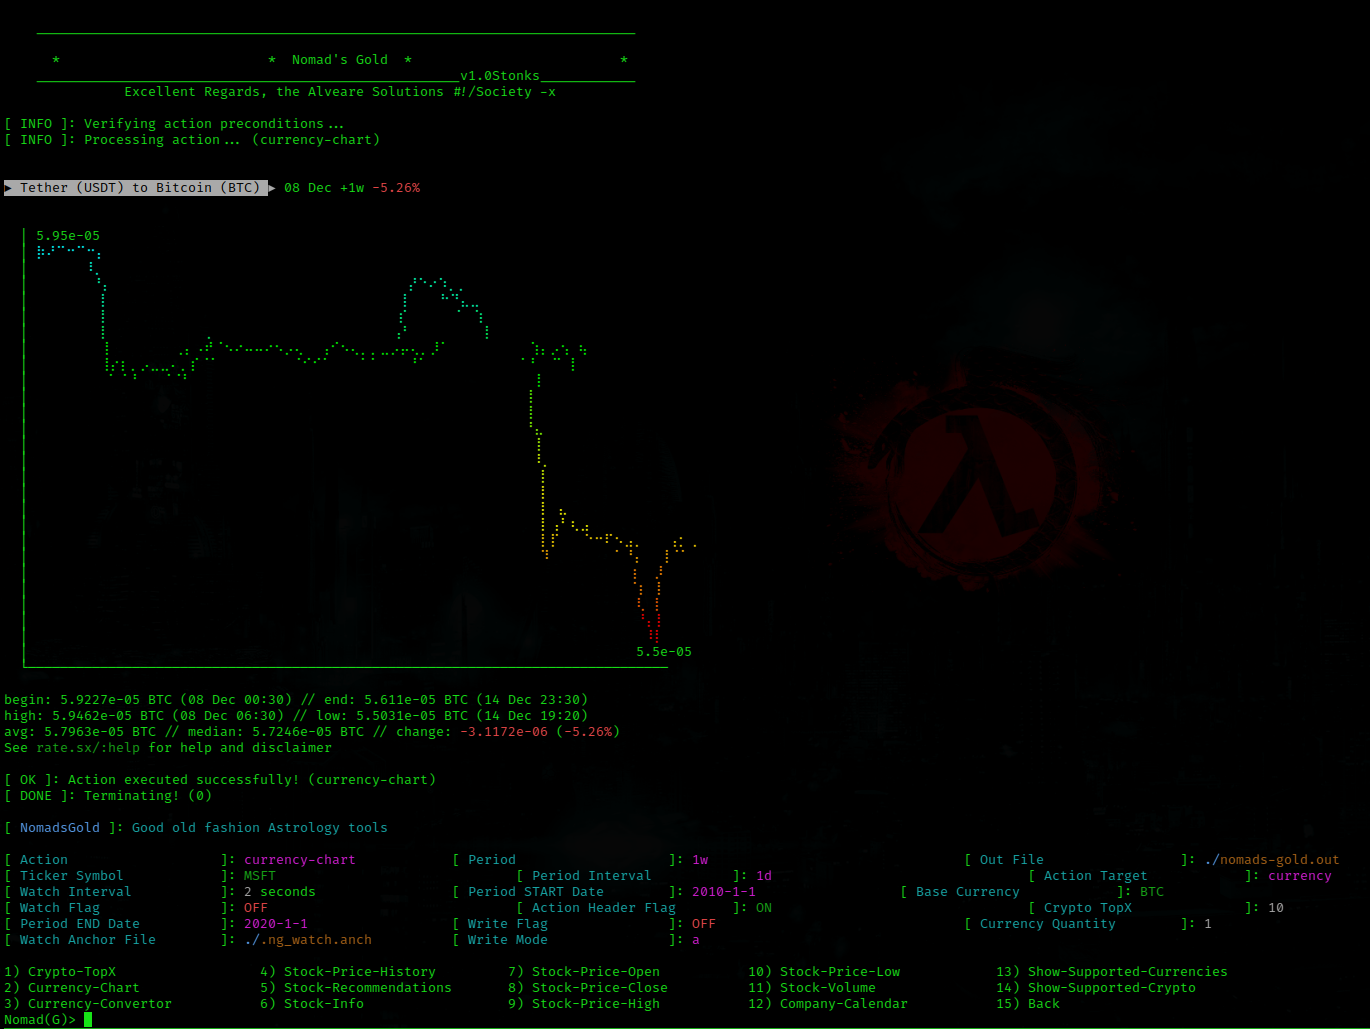 * * Nomad's Gold * *
v1.0Stonks
Excellent Regards, the Alveare Solutions #!/Society -x
[ INFO ]: Verifying action preconditions...
[ INFO ]: Processing action... (currency-chart)
▶ Tether (USDT) to Bitcoin (BTC) ▶ 08 Dec +1w -5.26%
5.95e-05
5.5e-05
begin: 5.9227e-05 BTC (08 Dec 00:30) // end: 5.611e-05 BTC (14 Dec 23:30)
high: 5.9462e-05 BTC (08 Dec 06:30) // low: 5.5031e-05 BTC (14 Dec 19:20)
avg: 5.7963e-05 BTC // median: 5.7246e-05 BTC // change: -3.1172e-06 (-5.26%)
See rate.sx/:help for help and disclaimer
[ OK ]: Action executed successfully! (currency-chart)
[ DONE ]: Terminating! (0)
[ NomadsGold ]: Good old fashion Astrology tools
[ Action ]: currency-chart [ Period ]: 1w [ Out File ]: ./nomads-gold.out
[ Ticker Symbol ]: MSFT [ Period Interval ]: 1d [ Action Target ]: currency
[ Watch Interval ]: 2 seconds [ Period START Date ]: 2010-1-1 [ Base Currency ]: BTC
[ Watch Flag ]: OFF [ Action Header Flag ]: ON [ Crypto TopX ]: 10
[ Period END Date ]: 2020-1-1 [ Write Flag ]: OFF [ Currency Quantity ]: 1
[ Watch Anchor File ]: ./.ng_watch.anch [ Write Mode ]: a
1) Crypto-TopX 4) Stock-Price-History 7) Stock-Price-Open 10) Stock-Price-Low 13) Show-Supported-Currencies
2) Currency-Chart 5) Stock-Recommendations 8) Stock-Price-Close 11) Stock-Volume 14) Show-Supported-Crypto
3) Currency-Convertor 6) Stock-Info 9) Stock-Price-High 12) Company-Calendar 15) Back
Nomad(G)>